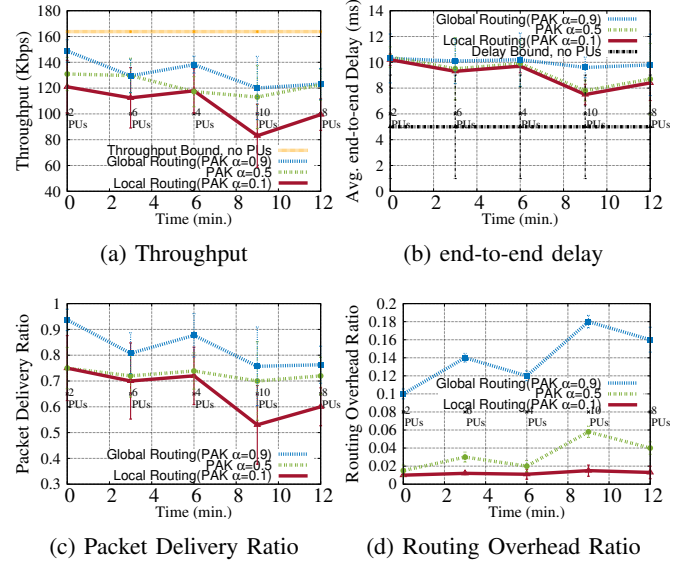 180
160
140
120
100
80
60
40
Throughput (Kbps)
2 PUs
6 PUs
4 PUs
10 PUs
8 PUs
Throughput Bound, no PUs
Global Routing(PAK α=0.9)
PAK α=0.5
Local Routing(PAK α=0.1)
0 2 4 6 8 10 12
Time (min.)
(a) Throughput
14
12
10
8
6
4
2
0
Avg. end-to-end Delay (ms)
Global Routing(PAK α=0.9)
PAK α=0.5
Local Routing(PAK α=0.1)
Delay Bound, no PUs
2 PUs
6 PUs
4 PUs
10 PUs
8 PUs
0 2 4 6 8 10 12
Time (min.)
(b) end-to-end delay
1
0.9
0.8
0.7
0.6
0.5
0.4
0.3
Packet Delivery Ratio
2 PUs
6 PUs
4 PUs
10 PUs
8 PUs
Global Routing(PAK α=0.9)
PAK α=0.5
Local Routing(PAK α=0.1)
0 2 4 6 8 10 12
Time (min.)
(c) Packet Delivery Ratio
0.2
0.18
0.16
0.14
0.12
0.1
0.08
0.06
0.04
0.02
0
Routing Overhead Ratio
Global Routing(PAK α=0.9)
PAK α=0.5
Local Routing(PAK α=0.1)
2 PUs
6 PUs
4 PUs
10 PUs
8 PUs
0 2 4 6 8 10 12
Time (min.)
(d) Routing Overhead Ratio